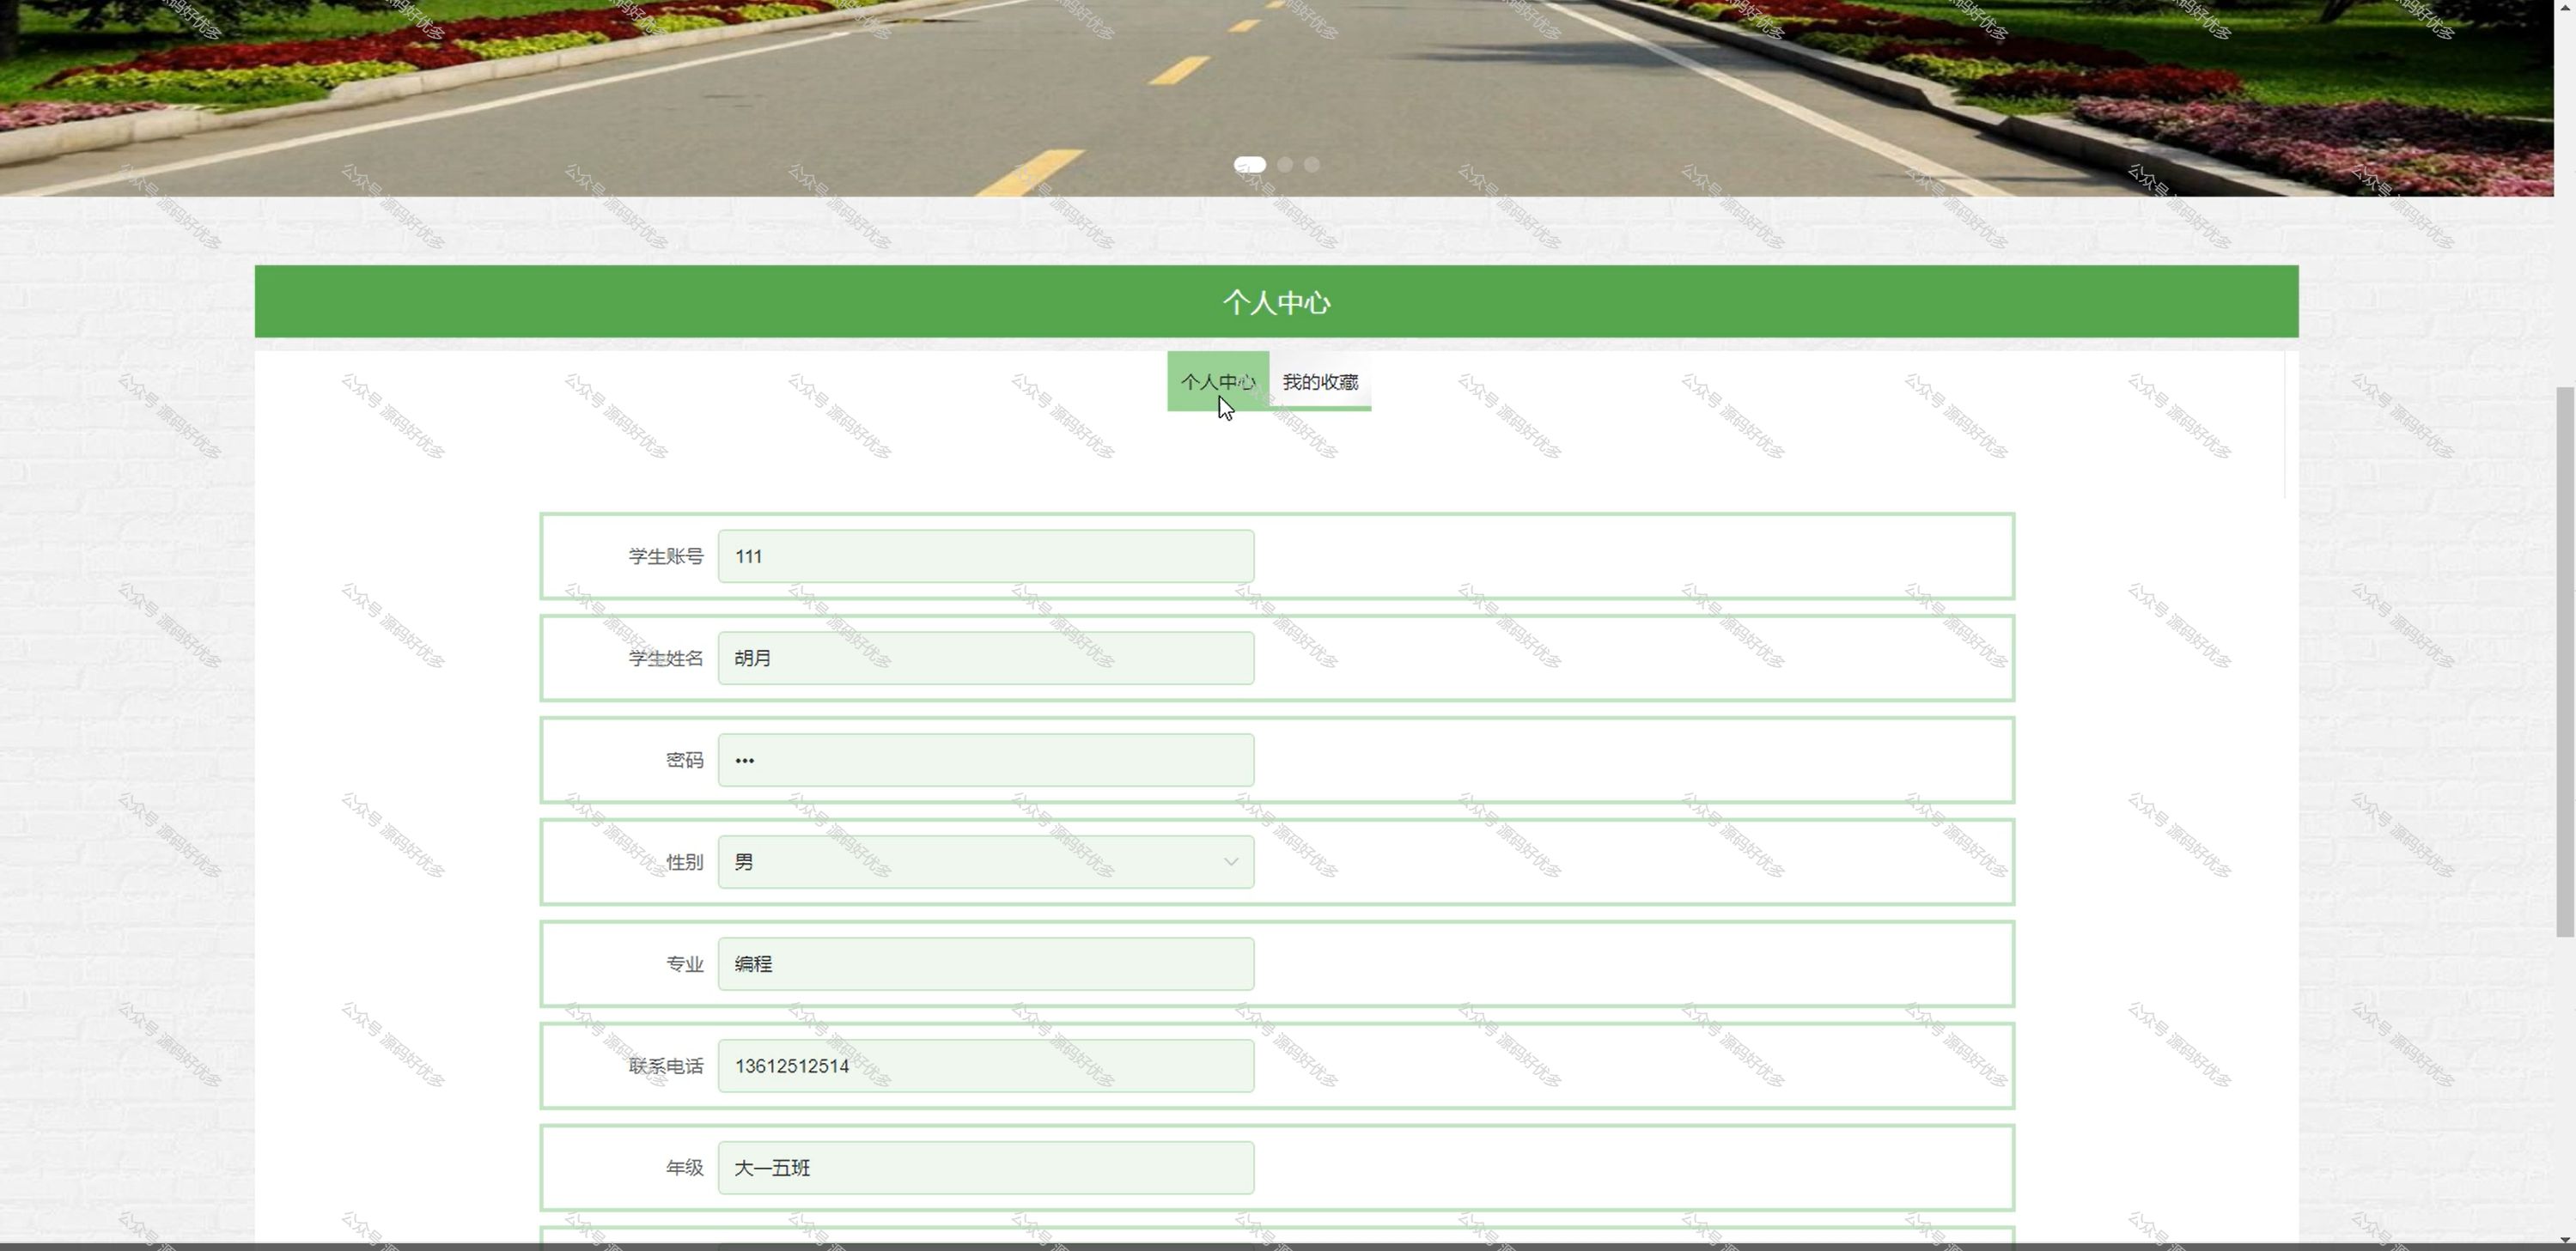 个人中心
个人中心 我的收藏
学生账号 111
学生姓名 胡月
密码 •••
性别 男
专业 编程
联系电话 13612512514
年级 大一五班
公众号 源码好优多